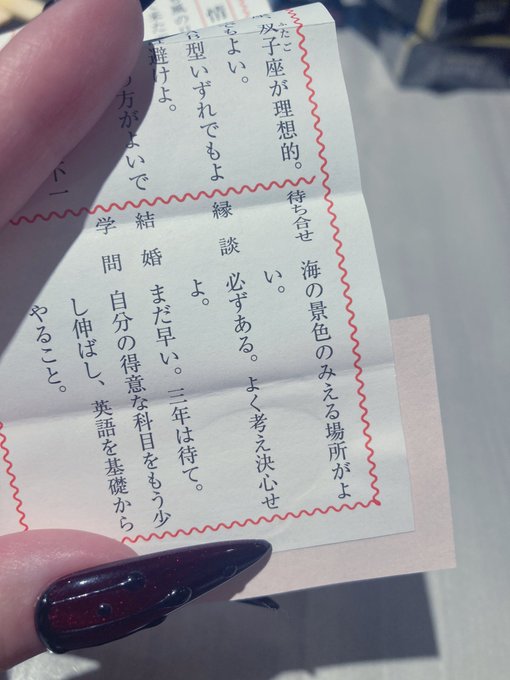 ふたご
双子座が理想的。
型いずれでもよ
もよい。
避けよ。
方がよいで
待ち合せ 海の景色のみえる場所がよ
い。
縁談 必ずある。よく考え決心せ
よ。
結婚 まだ早い。三年は待て。
学問 自分の得意な科目をもう少
し伸ばし、英語を基礎から
やること。
情